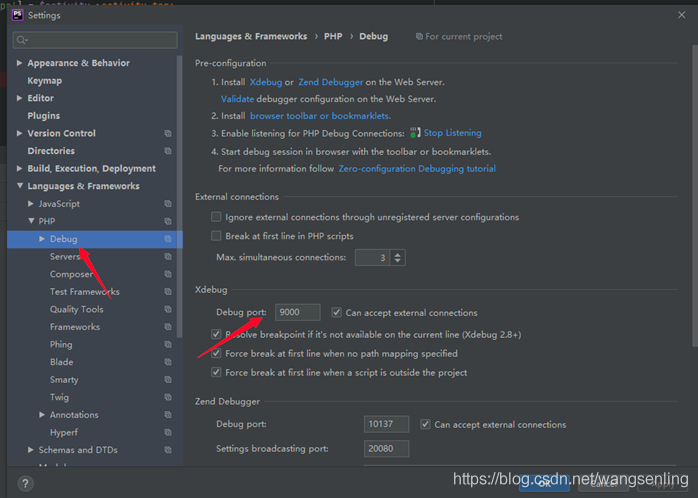 PS Settings
Appearance & Behavior
Keymap
Editor
Plugins
Version Control
Directories
Build, Execution, Deployment
Languages & Frameworks
JavaScript
PHP
Debug
Servers
Composer
Test Frameworks
Quality Tools
Frameworks
Phing
Blade
Smarty
Twig
Annotations
Hyperf
Schemas and DTDs
Languages & Frameworks › PHP › Debug For current project
Pre-configuration
1. Install Xdebug or Zend Debugger on the Web Server.
Validate debugger configuration on the Web Server.
2. Install browser toolbar or bookmarklets.
3. Enable listening for PHP Debug Connections: Stop Listening
4. Start debug session in browser with the toolbar or bookmarklets.
For more information follow Zero-configuration Debugging tutorial
External connections
Ignore external connections through unregistered server configurations
Break at first line in PHP scripts
Max. simultaneous connections: 3
Xdebug
Debug port: 9000 Can accept external connections
Resolve breakpoint if it's not available on the current line (Xdebug 2.8+)
Force break at first line when no path mapping specified
Force break at first line when a script is outside the project
Zend Debugger
Debug port: 10137 Can accept external connections
Settings broadcasting port: 20080
? OK Cancel Apply
https://blog.csdn.net/wangsenling